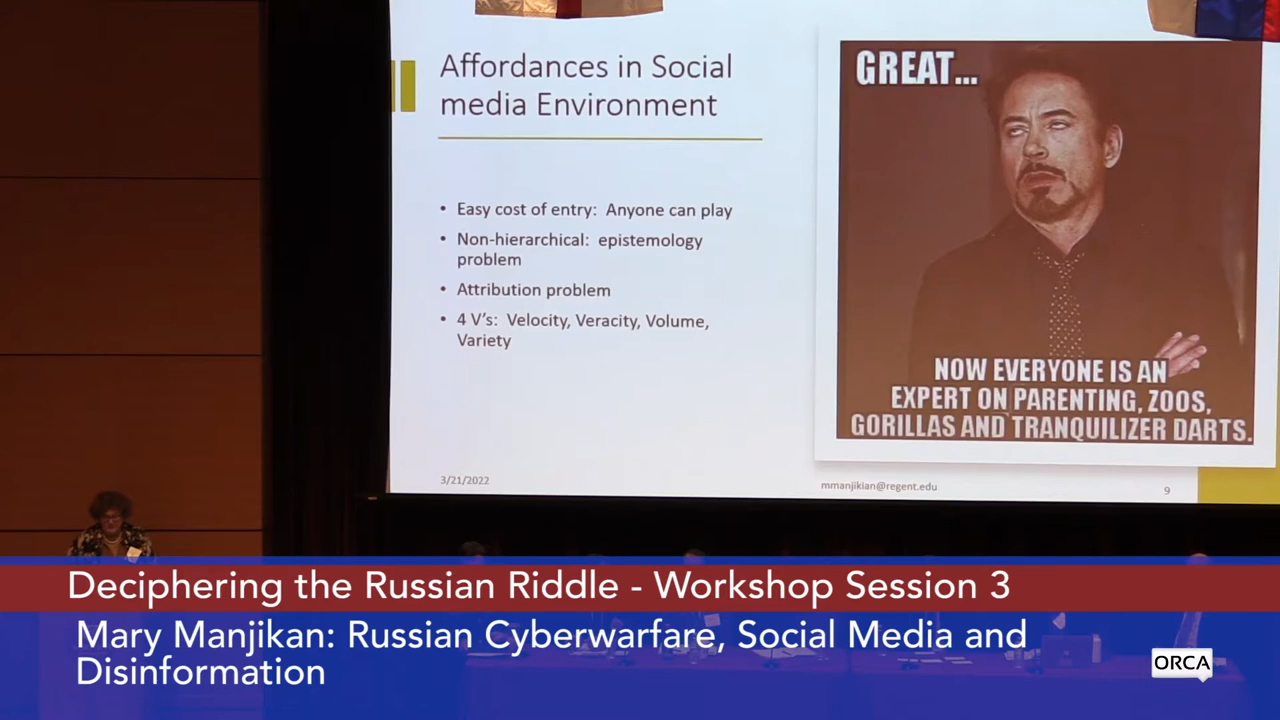 Affordances in Social
media Environment
• Easy cost of entry: Anyone can play
• Non-hierarchical: epistemology
problem
• Attribution problem
• 4 V's: Velocity, Veracity, Volume,
Variety
GREAT...
NOW EVERYONE IS AN
EXPERT ON PARENTING, ZOOS,
GORILLAS AND TRANQUILIZER DARTS.
3/21/2022
mmanjikian@regent.edu
9
Deciphering the Russian Riddle - Workshop Session 3
Mary Manjikan: Russian Cyberwarfare, Social Media and
Disinformation
ORCA